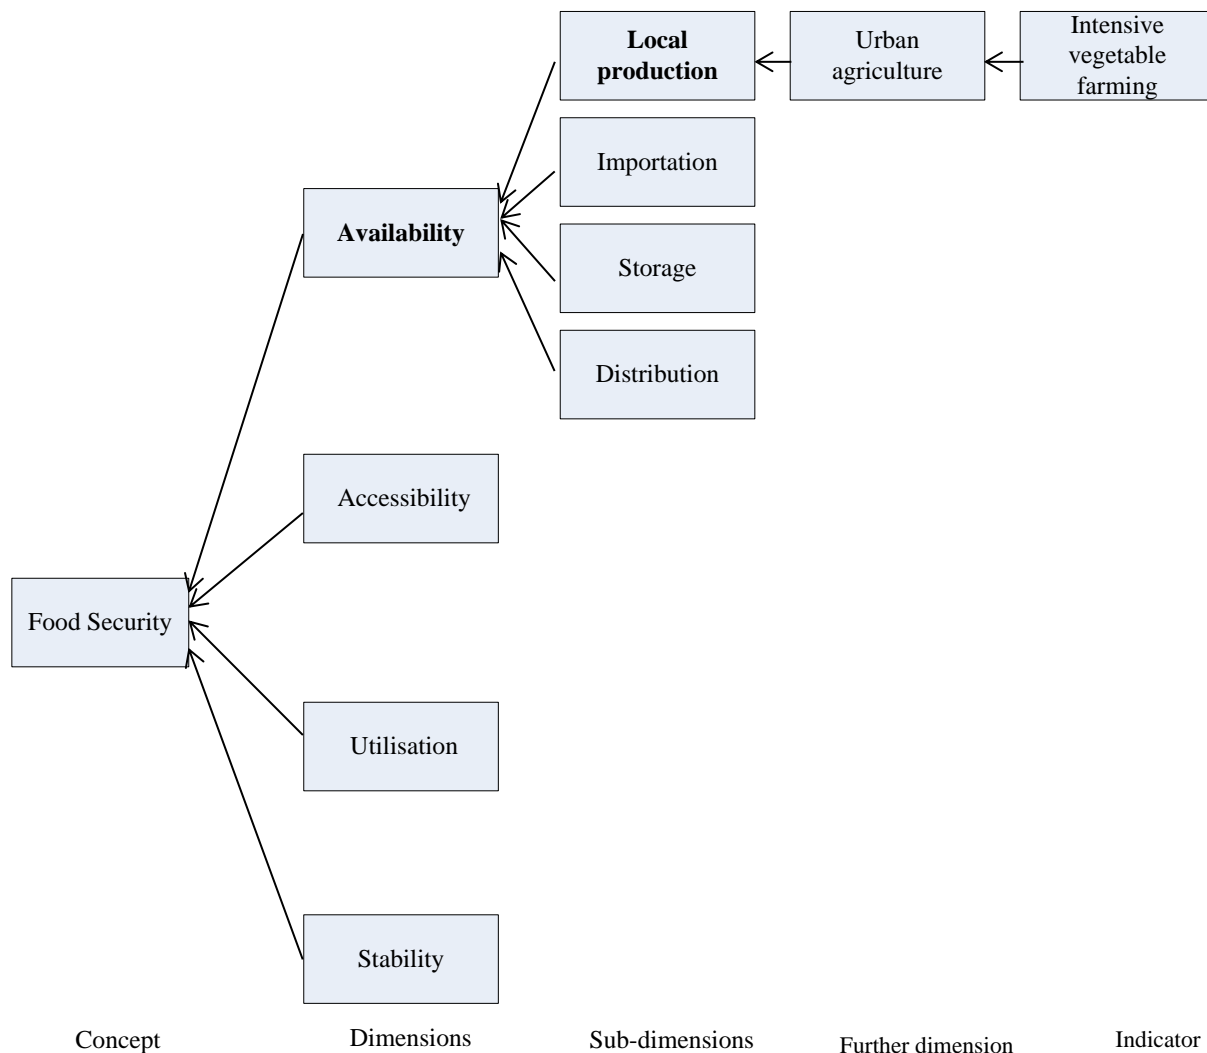 Local
production
Urban
agriculture
Intensive
vegetable
farming
Importation
Availability
Storage
Distribution
Accessibility
Food Security
Utilisation
Stability
Concept
Dimensions
Sub-dimensions
Further dimension
Indicator